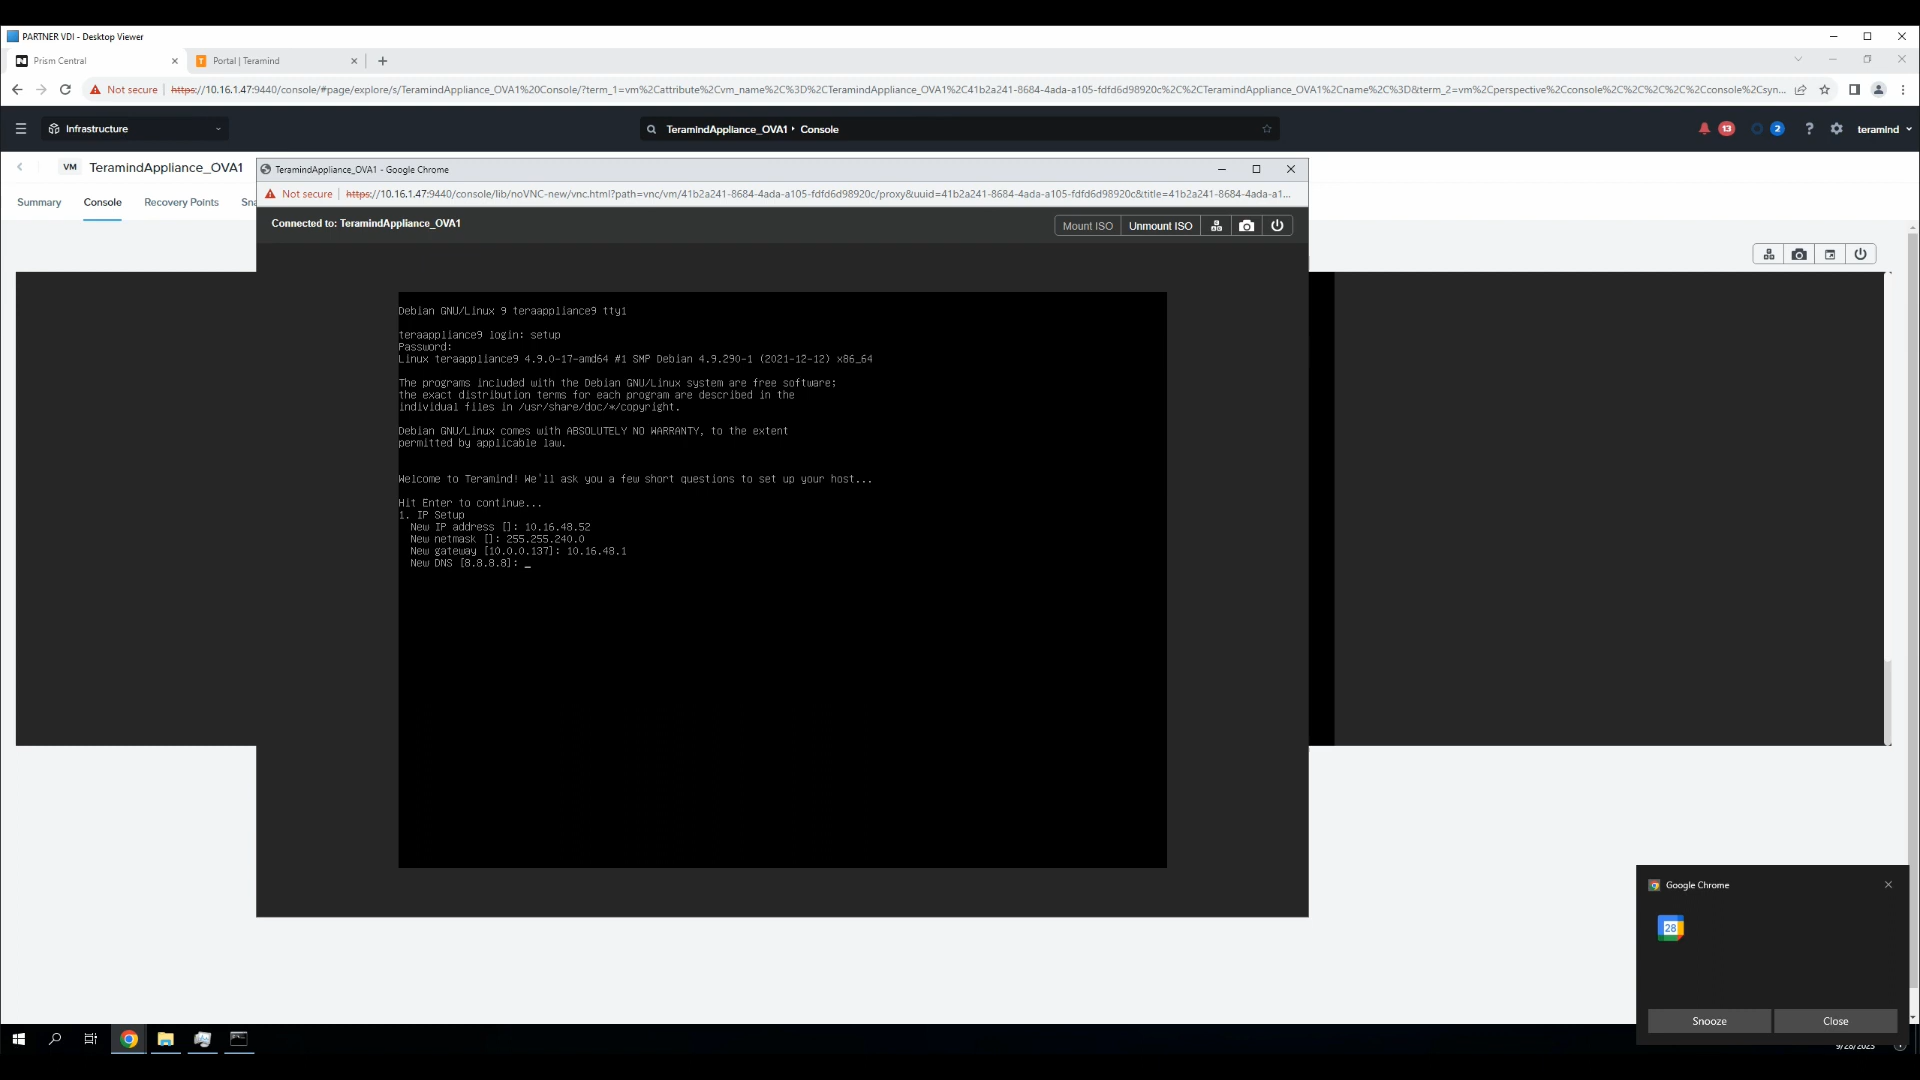 PARTNER VDI - Desktop Viewer
Prism Central
Portal | Teramind
Not secure
https://10.16.1.47:9440/console/#page/explore/s/TeramindAppliance_OVA1%20Console/?term_1=vm%2Cattribute%2Cvm_name%2C%3D%2CTeramindAppliance_OVA1%2C41b2a241-8684-4ada-a105-fdfd6d98920c%2C%2CTeramindAppliance_OVA1%2Cname%2C%3D&term_2=vm%2Cperspective%2Cconsole%2C%2C%2C%2C%2Cconsole%2Csyn...
Infrastructure
TeramindAppliance_OVA1 • Console
13
2
?
teramind
VM
TeramindAppliance_OVA1
Summary
Console
Recovery Points
Sna
TeramindAppliance_OVA1 - Google Chrome
Not secure
https://10.16.1.47:9440/console/lib/noVNC-new/vnc.html?path=vnc/vm/41b2a241-8684-4ada-a105-fdfd6d98920c/proxy&uuid=41b2a241-8684-4ada-a105-fdfd6d98920c&title=41b2a241-8684-4ada-a1...
Connected to: TeramindAppliance_OVA1
Mount ISO
Unmount ISO
Debian GNU/Linux 9 teraappliance9 tty1
teraappliance9 login: setup
Password:
Linux teraappliance9 4.9.0-17-amd64 #1 SMP Debian 4.9.290-1 (2021-12-12) x86_64
The programs included with the Debian GNU/Linux system are free software;
the exact distribution terms for each program are described in the
individual files in /usr/share/doc/*/copyright.
Debian GNU/Linux comes with ABSOLUTELY NO WARRANTY, to the extent
permitted by applicable law.
Welcome to Teramind! We'll ask you a few short questions to set up your host...
Hit Enter to continue...
1. IP Setup
New IP address []: 10.16.48.52
New netmask []: 255.255.240.0
New gateway [10.0.0.137]: 10.16.48.1
New DNS [8.8.8.8]: _
Google Chrome
28
Snooze
Close
9/28/2023